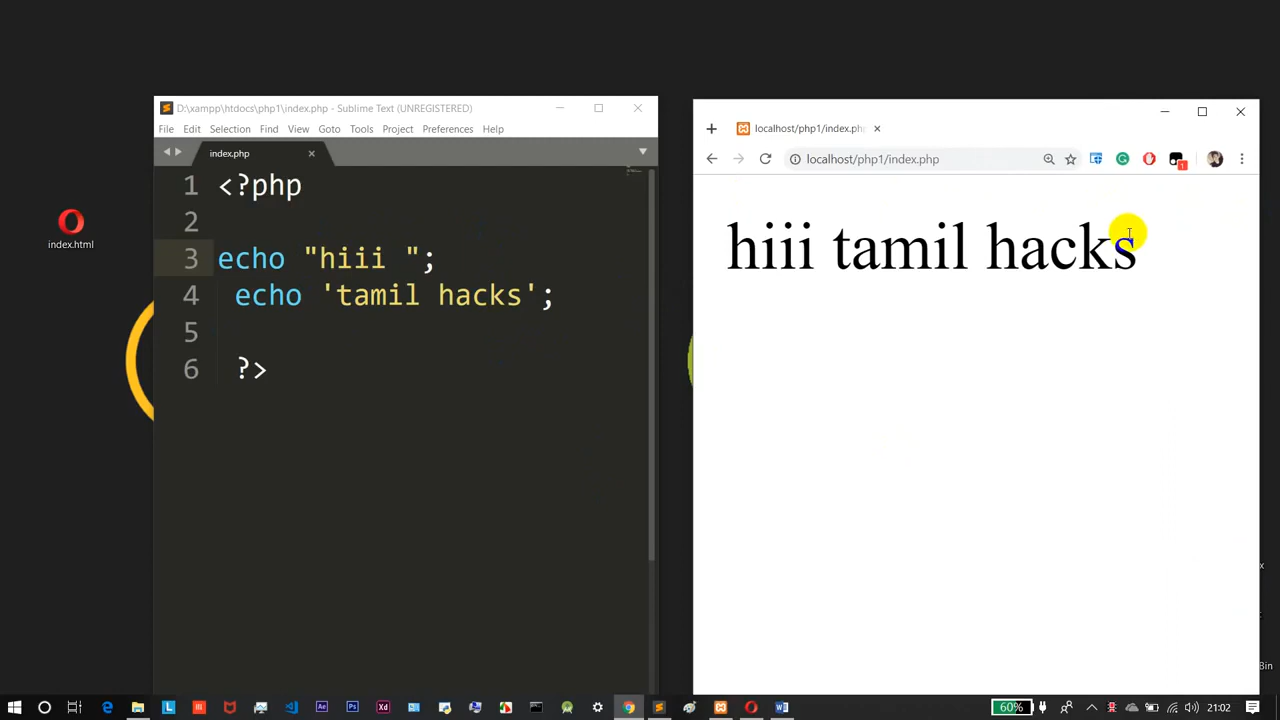 D:\xampp\htdocs\php1\index.php - Sublime Text (UNREGISTERED)
File Edit Selection Find View Goto Tools Project Preferences Help
index.php
1 <?php
2
3 echo "hiii ";
4 echo 'tamil hacks';
5
6 ?>
index.html
localhost/php1/index.ph
localhost/php1/index.php
1
hiii tamil hacks
Bin
60%
21:02